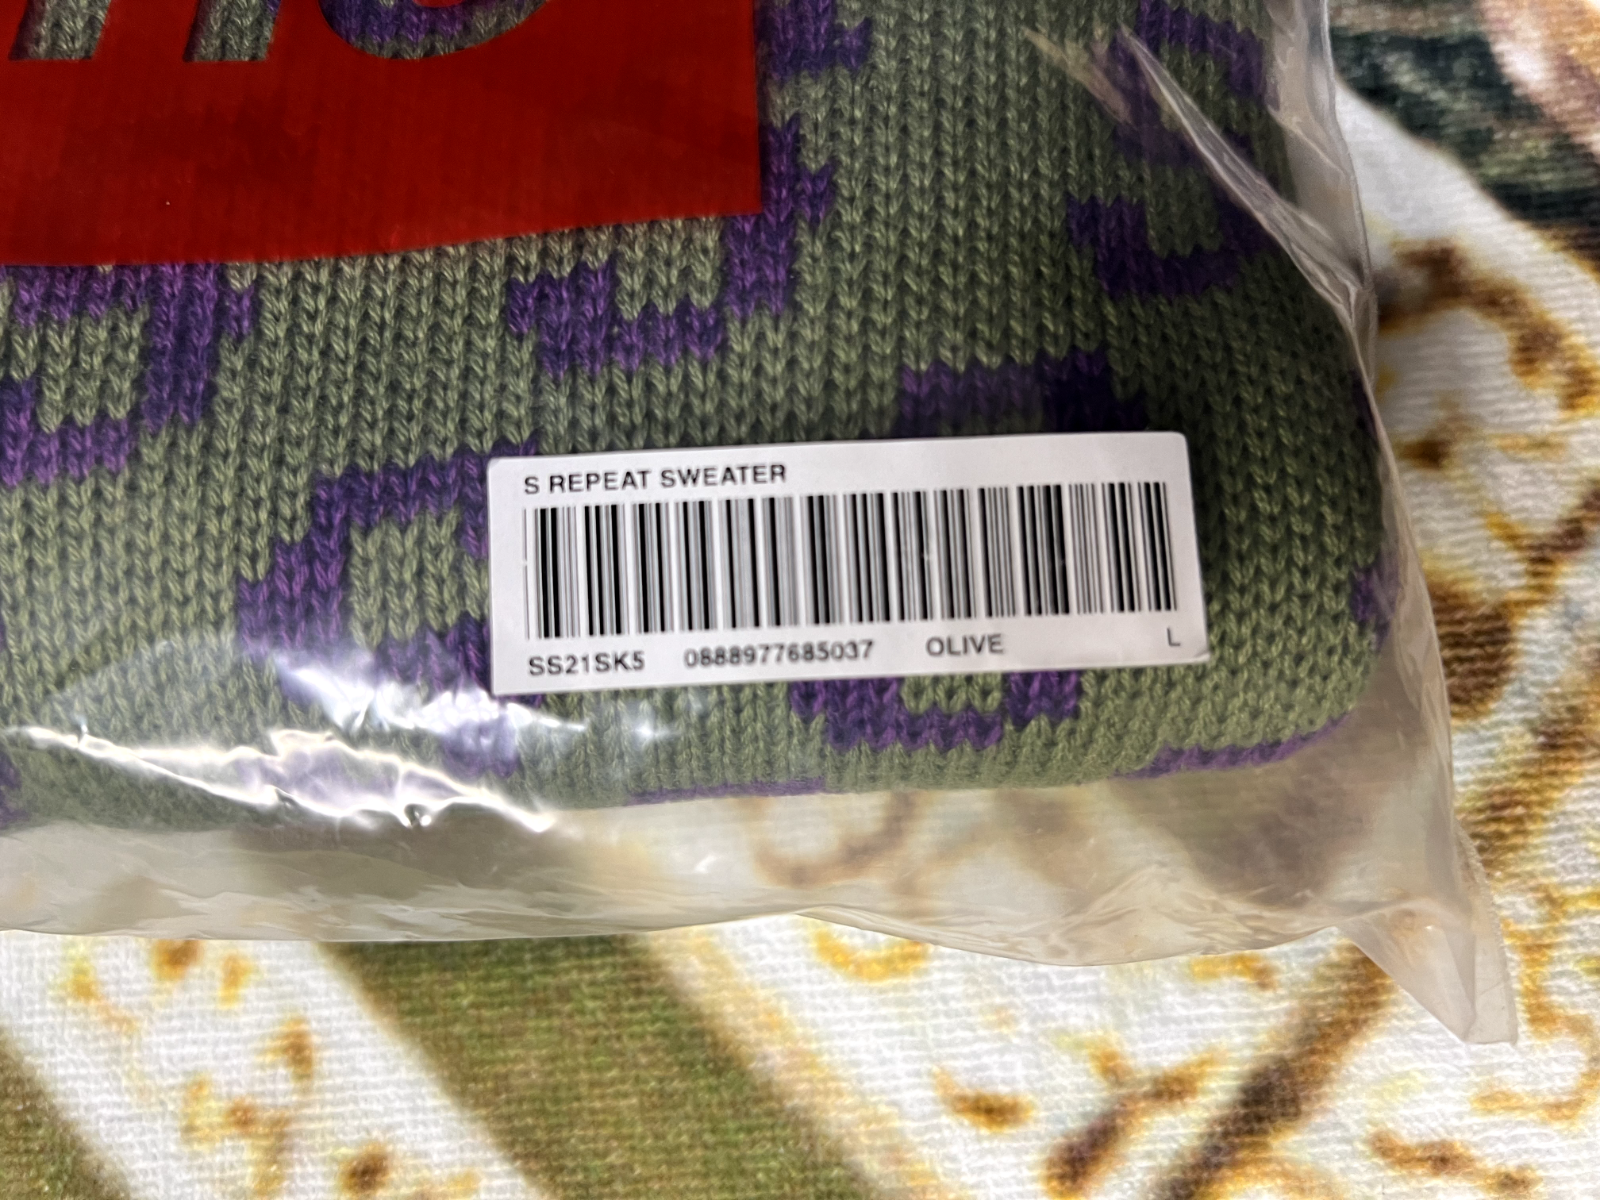 S REPEAT SWEATER
SS21SK5 0888977685037 OLIVE L